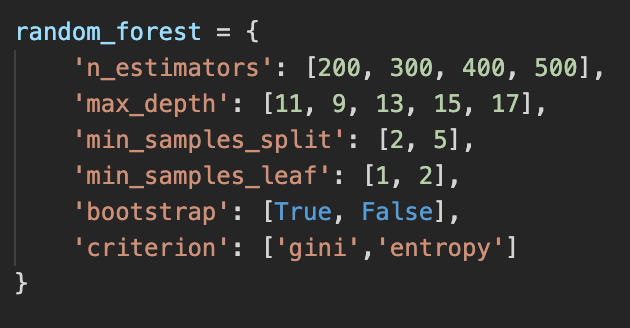 random_forest = {
    'n_estimators': [200, 300, 400, 500],
    'max_depth': [11, 9, 13, 15, 17],
    'min_samples_split': [2, 5],
    'min_samples_leaf': [1, 2],
    'bootstrap': [True, False],
    'criterion': ['gini','entropy']
}